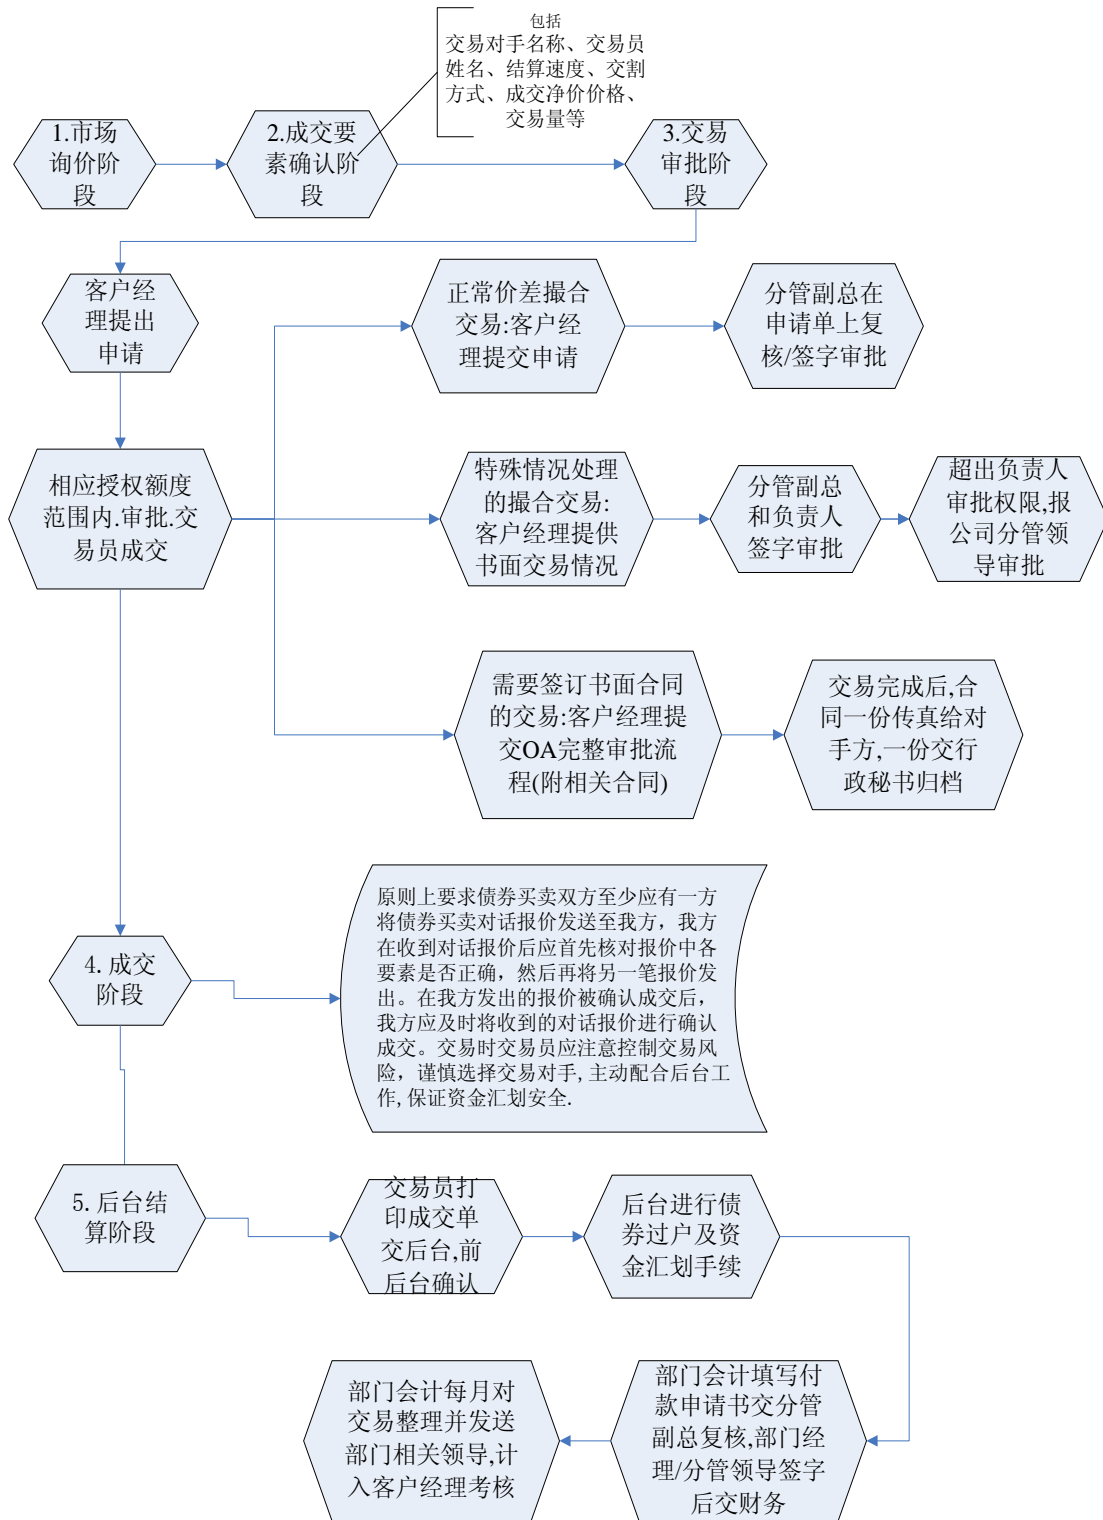 包括
交易对手名称、交易员
姓名、结算速度、交割
方式、成交净价价格、
交易量等
1.市场
询价阶
段
2.成交要
素确认阶
段
3.交易
审批阶
段
客户经
理提出
申请
正常价差撮合
交易:客户经
理提交申请
分管副总在
申请单上复
核/签字审批
相应授权额度
范围内.审批.交
易员成交
特殊情况处理
的撮合交易:
客户经理提供
书面交易情况
分管副总
和负责人
签字审批
超出负责人
审批权限,报
公司分管领
导审批
需要签订书面合同
的交易:客户经理提
交OA完整审批流
程(附相关合同)
交易完成后,合
同一份传真给对
手方,一份交行
政秘书归档
4. 成交
阶段
原则上要求债券买卖双方至少应有一方
将债券买卖对话报价发送至我方，我方
在收到对话报价后应首先核对报价中各
要素是否正确，然后再将另一笔报价发
出。在我方发出的报价被确认成交后，
我方应及时将收到的对话报价进行确认
成交。交易时交易员应注意控制交易风
险，谨慎选择交易对手, 主动配合后台工
作, 保证资金汇划安全.
5. 后台结
算阶段
交易员打
印成交单
交后台,前
后台确认
后台进行债
券过户及资
金汇划手续
部门会计每月对
交易整理并发送
部门相关领导,计
入客户经理考核
部门会计填写付
款申请书交分管
副总复核,部门经
理/分管领导签字
后交财务